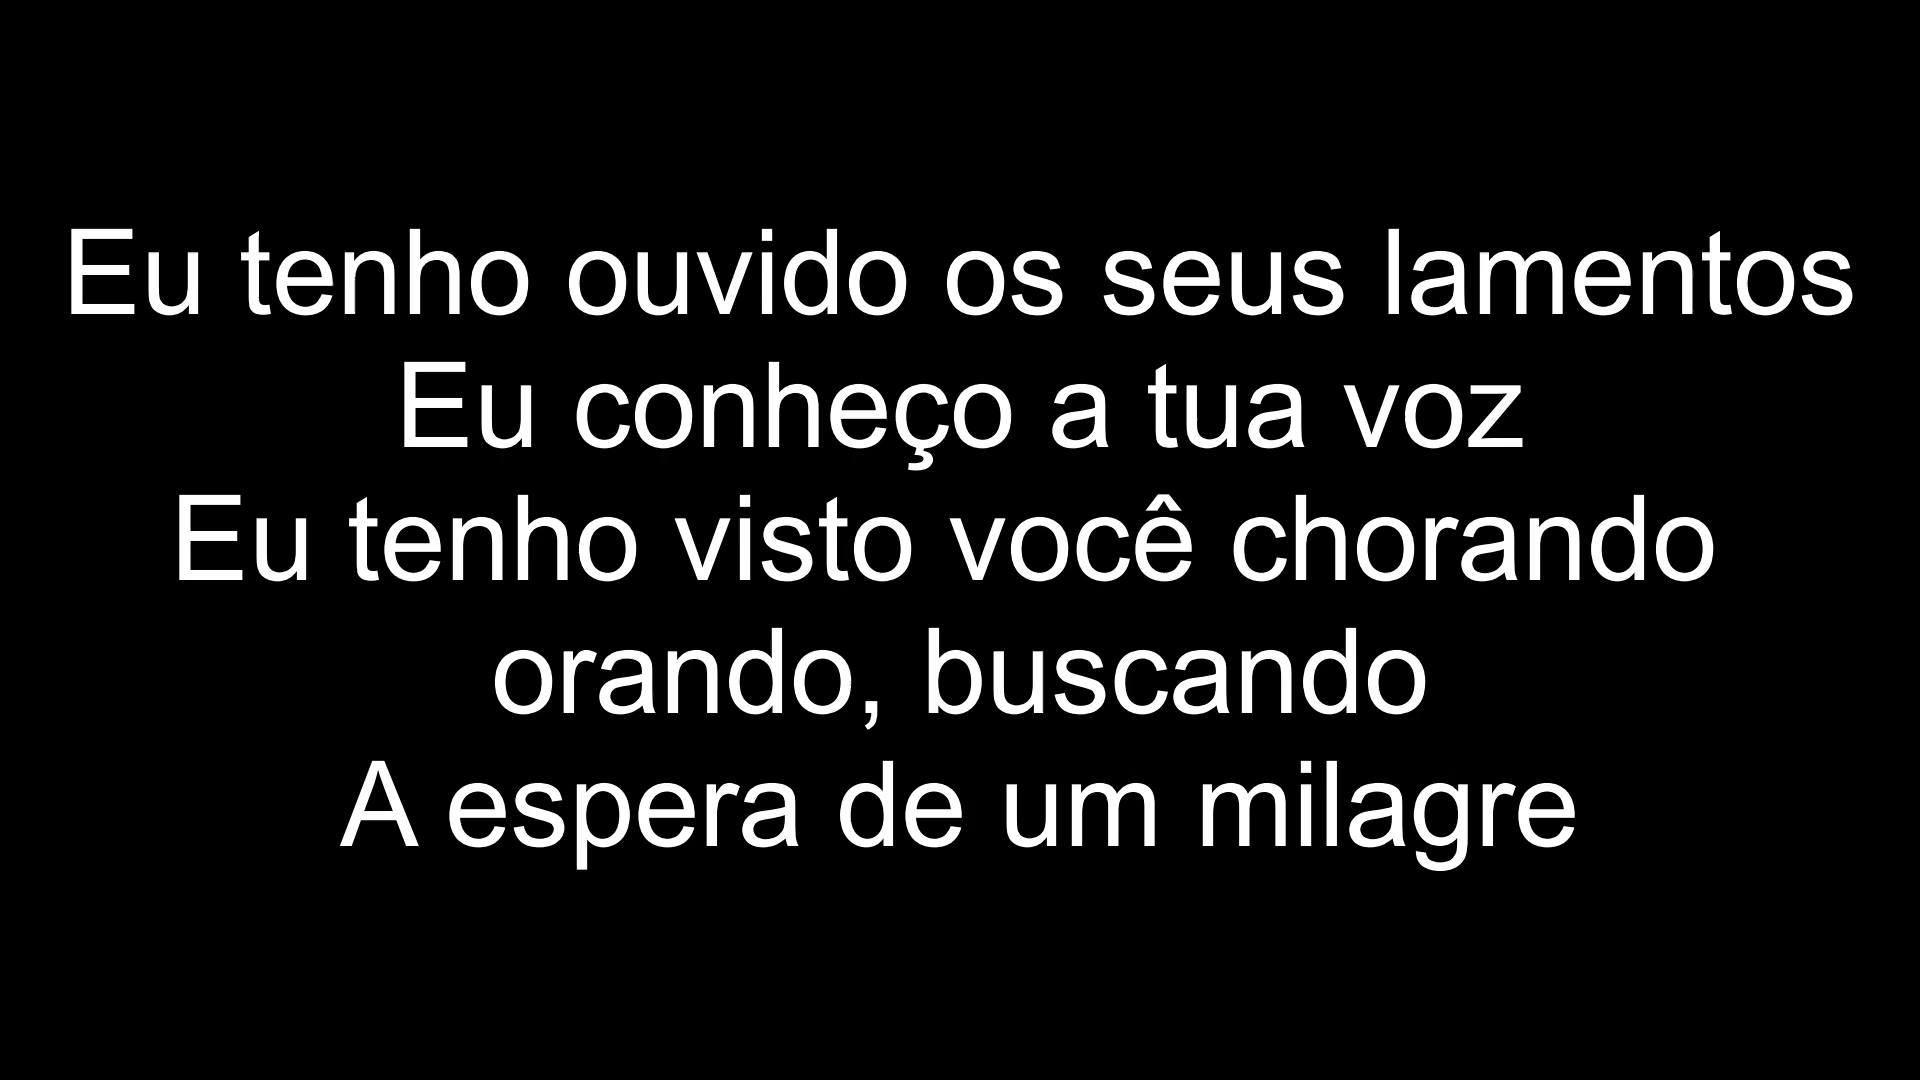 Eu tenho ouvido os seus lamentos
Eu conheço a tua voz
Eu tenho visto você chorando
orando, buscando
A espera de um milagre